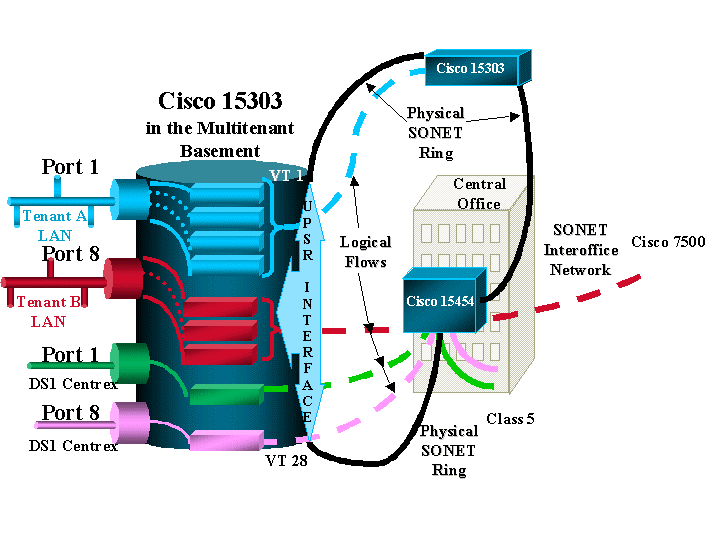 Cisco 15303
Cisco 15303
in the Multitenant
Basement
Physical
SONET
Ring
Port 1
VT 1
Central
Office
Tenant A
LAN
UPSR INTERFACE
Logical
Flows
SONET
Interoffice
Network
Cisco 7500
Port 8
Tenant B
LAN
Cisco 15454
Port 1
DS1 Centrex
Port 8
DS1 Centrex
Class 5
Physical
SONET
Ring
VT 28